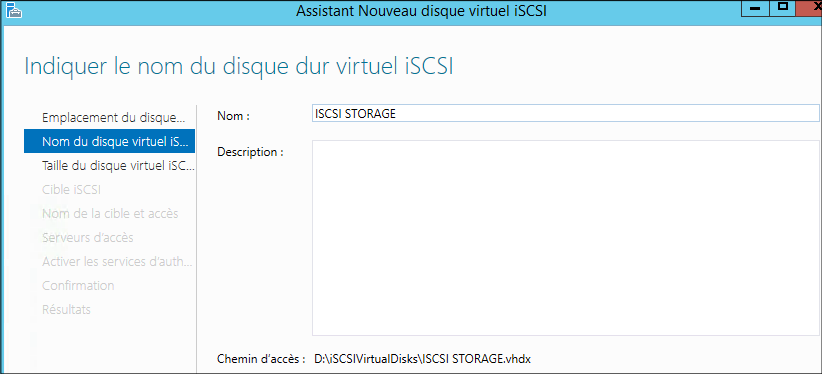 Assistant Nouveau disque virtuel iSCSI
Indiquer le nom du disque dur virtuel iSCSI
Emplacement du disque...
Nom du disque virtuel iS...
Taille du disque virtuel iSC...
Cible iSCSI
Nom de la cible et accès
Serveurs d'accès
Activer les services d'auth...
Confirmation
Résultats
Nom :
ISCSI STORAGE
Description :
Chemin d'accès : D:\iSCSIVirtualDisks\ISCSI STORAGE.vhdx